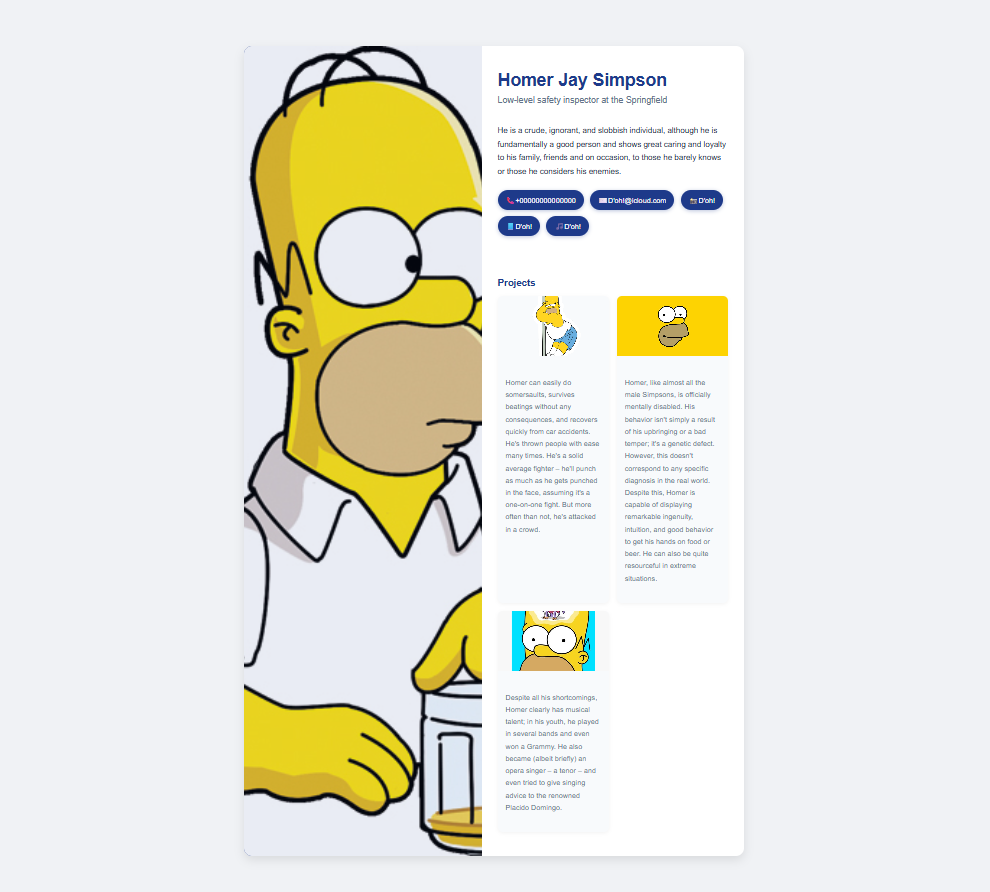 Homer Jay Simpson
Low-level safety inspector at the Springfield
He is a crude, ignorant, and slobbish individual, although he is
fundamentally a good person and shows great caring and loyalty
to his family, friends and on occasion, to those he barely knows
or those he considers his enemies.
📞 +00000000000000
✉️ D'oh!@icloud.com
📷 D'oh!
📘 D'oh!
🎵 D'oh!
Projects
Homer can easily do
somersaults, survives
beatings without any
consequences, and recovers
quickly from car accidents.
He's thrown people with ease
many times. He's a solid
average fighter – he'll punch
as much as he gets punched
in the face, assuming it's a
one-on-one fight. But more
often than not, he's attacked
in a crowd.
Homer, like almost all the
male Simpsons, is officially
mentally disabled. His
behavior isn't simply a result
of his upbringing or a bad
temper; it's a genetic defect.
However, this doesn't
correspond to any specific
diagnosis in the real world.
Despite this, Homer is
capable of displaying
remarkable ingenuity,
intuition, and good behavior
to get his hands on food or
beer. He can also be quite
resourceful in extreme
situations.
Despite all his shortcomings,
Homer clearly has musical
talent; in his youth, he played
in several bands and even
won a Grammy. He also
became (albeit briefly) an
opera singer – a tenor – and
even tried to give singing
advice to the renowned
Placido Domingo.